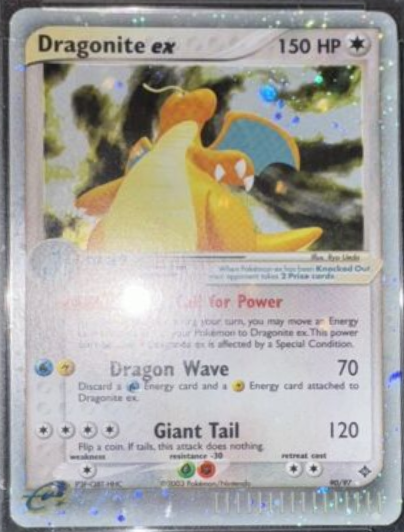 Dragonite ex 150 HP
Illus. Ryo Ueda
When Pokémon-ex has been Knocked Out
your opponent takes 2 Prize cards.
Call for Power
your turn, you may move an Energy
your Pokémon to Dragonite ex. This power
Dragonite ex is affected by a Special Condition.
Dragon Wave 70
Discard a Energy card and a Energy card attached to
Dragonite ex.
Giant Tail 120
Flip a coin. If tails, this attack does nothing.
weakness resistance -30 retreat cost
©2003 Pokémon/Nintendo 90/97